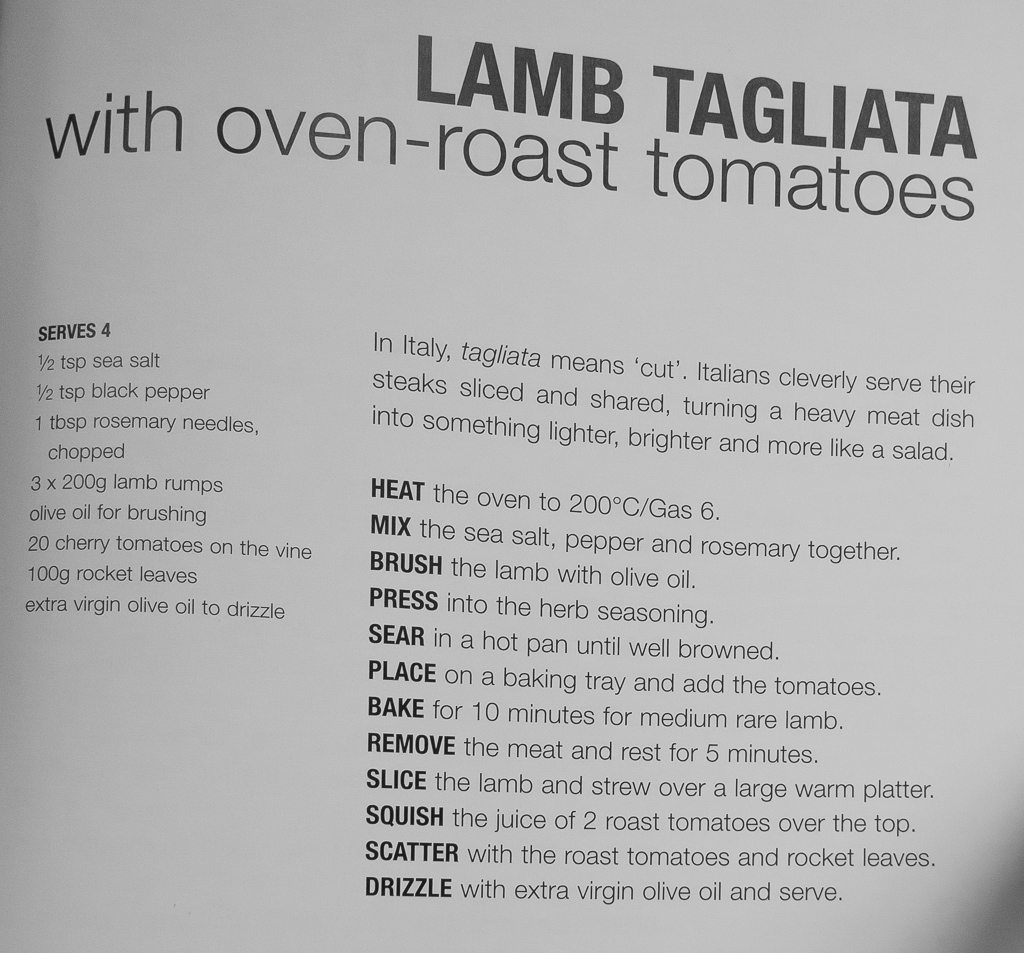 LAMB TAGLIATA
with oven-roast tomatoes
SERVES 4
½ tsp sea salt
½ tsp black pepper
1 tbsp rosemary needles,
chopped
3 x 200g lamb rumps
olive oil for brushing
20 cherry tomatoes on the vine
100g rocket leaves
extra virgin olive oil to drizzle
In Italy, tagliata means ‘cut’. Italians cleverly serve their
steaks sliced and shared, turning a heavy meat dish
into something lighter, brighter and more like a salad.
HEAT the oven to 200°C/Gas 6.
MIX the sea salt, pepper and rosemary together.
BRUSH the lamb with olive oil.
PRESS into the herb seasoning.
SEAR in a hot pan until well browned.
PLACE on a baking tray and add the tomatoes.
BAKE for 10 minutes for medium rare lamb.
REMOVE the meat and rest for 5 minutes.
SLICE the lamb and strew over a large warm platter.
SQUISH the juice of 2 roast tomatoes over the top.
SCATTER with the roast tomatoes and rocket leaves.
DRIZZLE with extra virgin olive oil and serve.